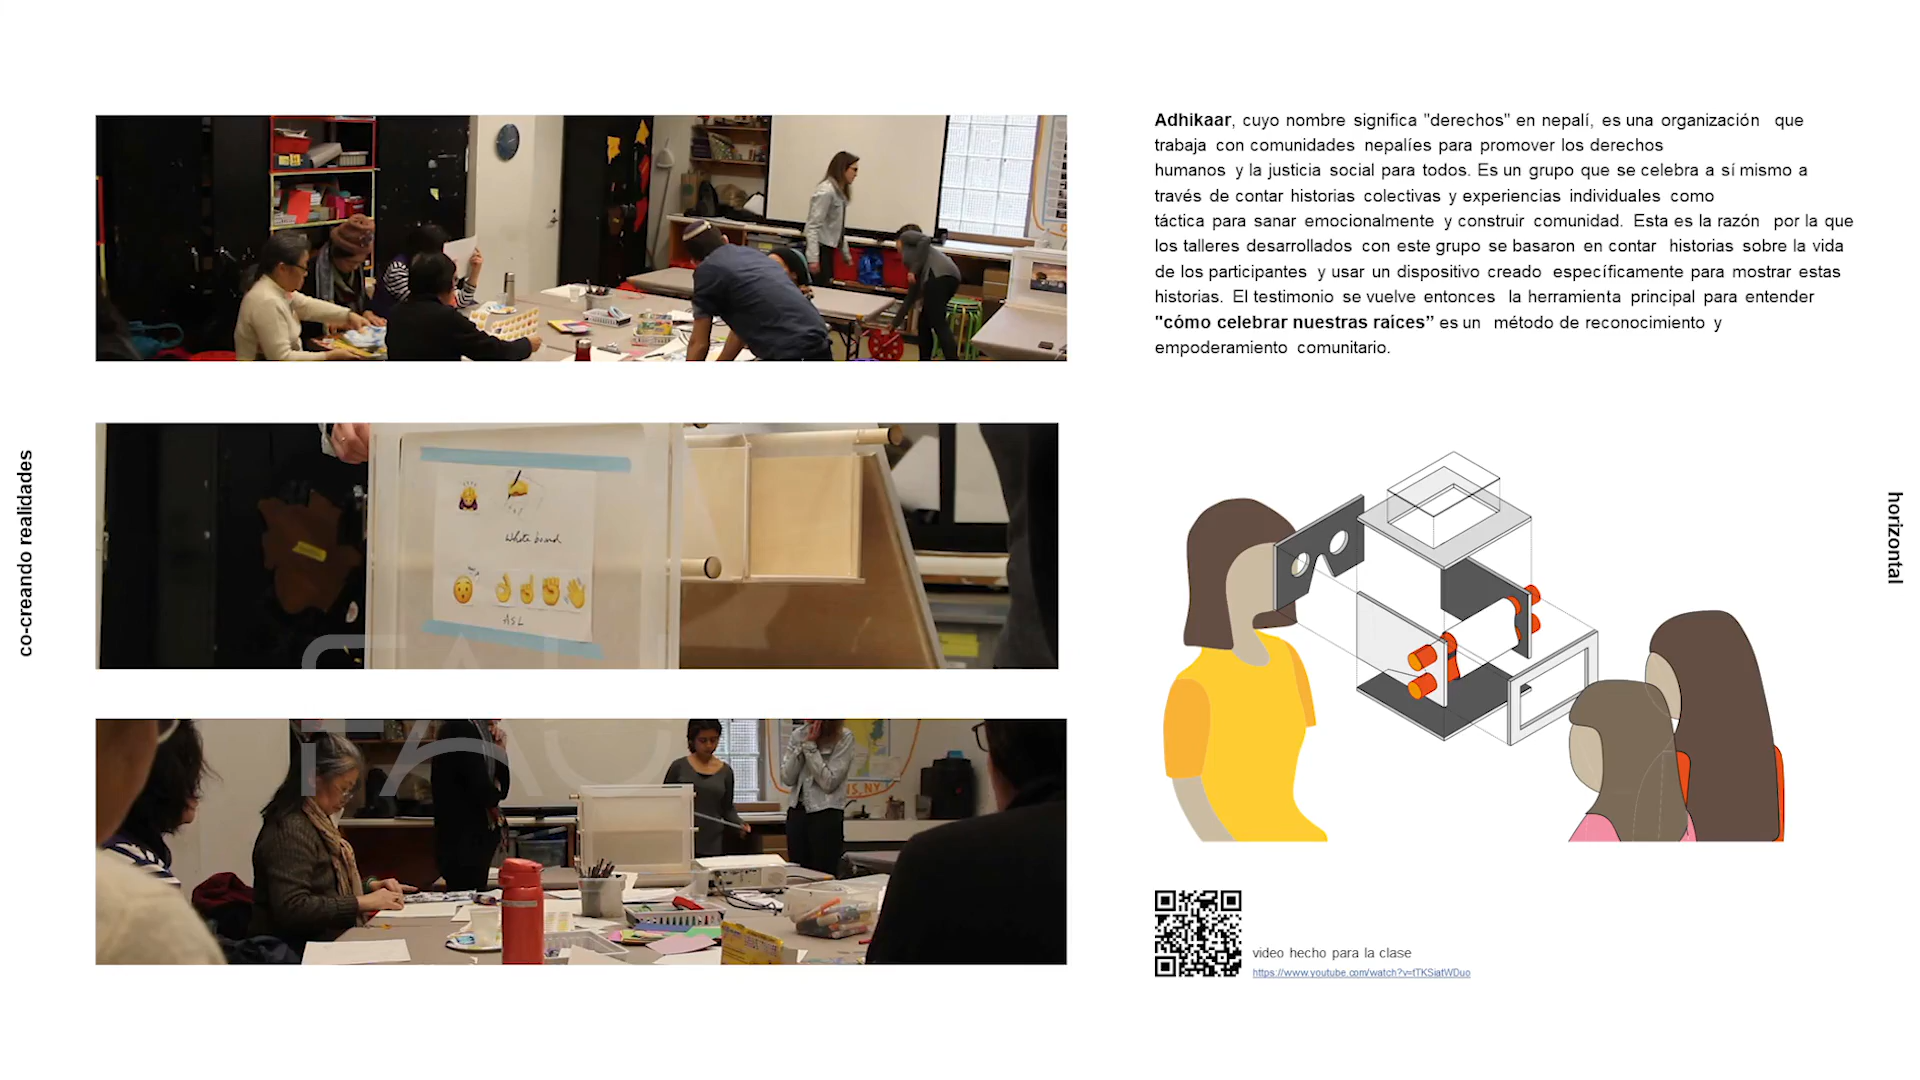 co-creando realidades
Adhikaar, cuyo nombre significa "derechos" en nepalí, es una organización que
trabaja con comunidades nepalíes para promover los derechos
humanos y la justicia social para todos. Es un grupo que se celebra a sí mismo a
través de contar historias colectivas y experiencias individuales como
táctica para sanar emocionalmente y construir comunidad. Esta es la razón por la que
los talleres desarrollados con este grupo se basaron en contar historias sobre la vida
de los participantes y usar un dispositivo creado específicamente para mostrar estas
historias. El testimonio se vuelve entonces la herramienta principal para entender
"cómo celebrar nuestras raíces” es un método de reconocimiento y
empoderamiento comunitario.
horizontal
White board
ASL
FAU
NS, NY
video hecho para la clase
https://www.youtube.com/watch?v=tTKSiatWDuo